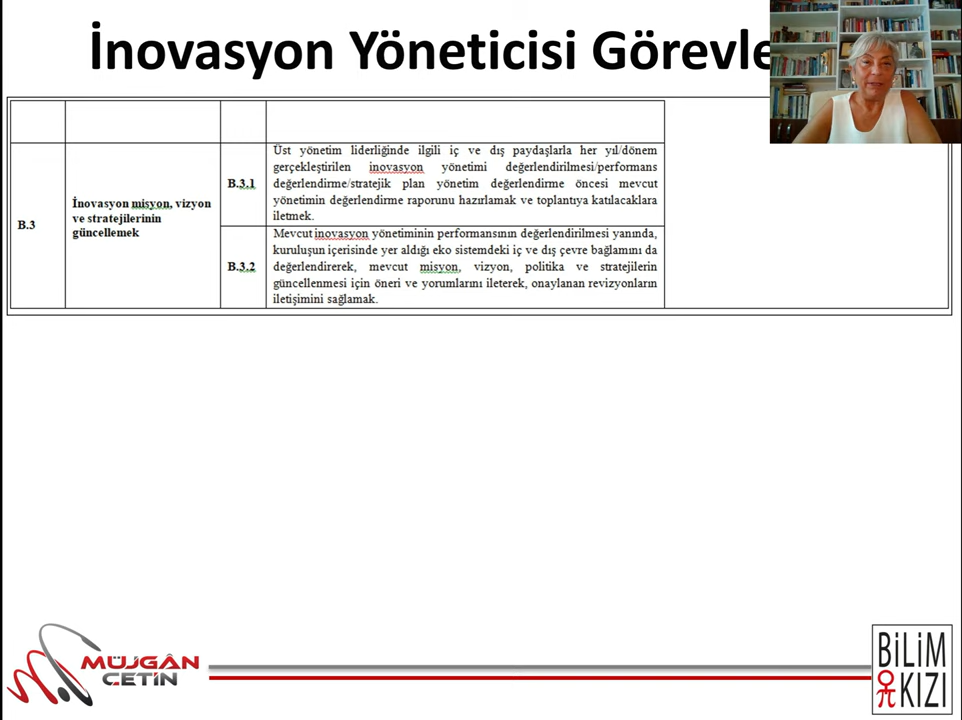 İnovasyon Yöneticisi Görevle
B.3
İnovasyon misyon, vizyon
ve stratejilerinin
güncellemek
B.3.1
Üst yönetim liderliğinde ilgili iç ve dış paydaşlarla her yıl/dönem
gerçekleştirilen inovasyon yönetimi değerlendirilmesi/performans
değerlendirme/stratejik plan yönetim değerlendirme öncesi mevcut
yönetimin değerlendirme raporunu hazırlamak ve toplantıya katılacaklara
iletmek.
B.3.2
Mevcut inovasyon yönetiminin performansının değerlendirilmesi yanında,
kuruluşun içerisinde yer aldığı eko sistemdeki iç ve dış çevre bağlamını da
değerlendirerek, mevcut misyon, vizyon, politika ve stratejilerin
güncellenmesi için öneri ve yorumlarını ileterek, onaylanan revizyonların
iletişimini sağlamak.
MÜJGÂN
ÇETİN
BİLİM
KIZI